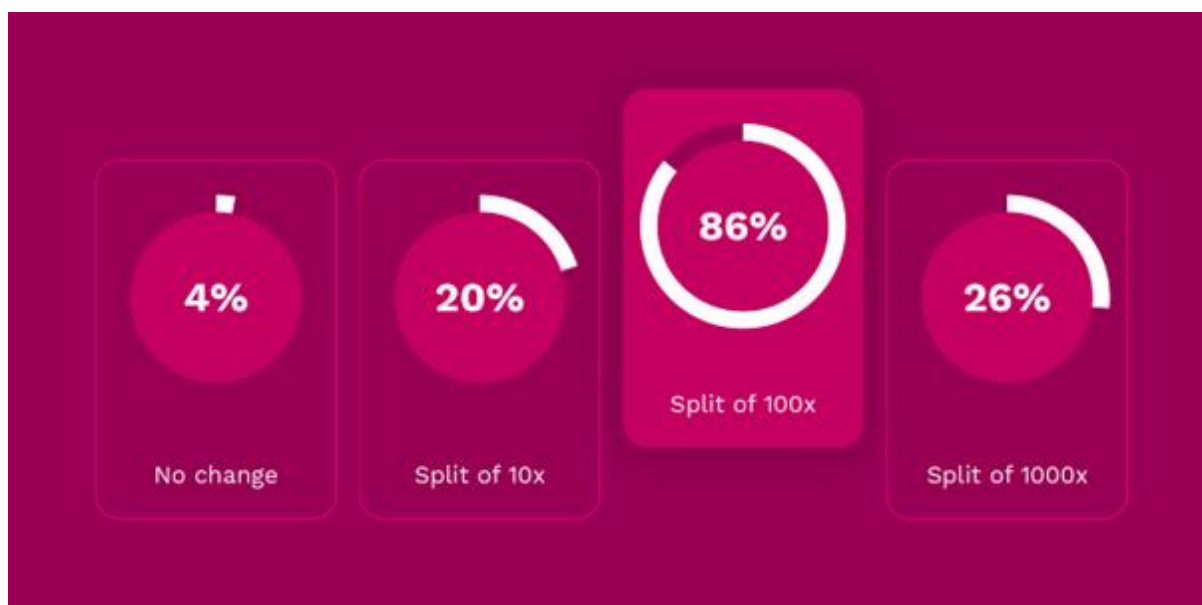 4%
No change
20%
Split of 10x
86%
Split of 100x
26%
Split of 1000x